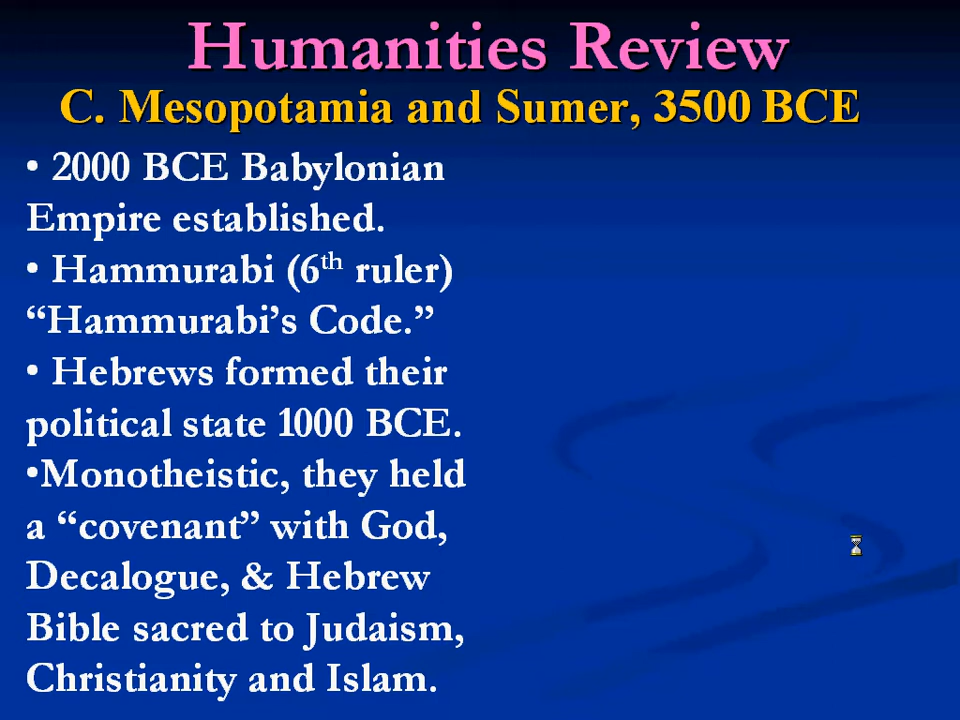 Humanities Review
C. Mesopotamia and Sumer, 3500 BCE
• 2000 BCE Babylonian
Empire established.
• Hammurabi (6th ruler)
“Hammurabi’s Code.”
• Hebrews formed their
political state 1000 BCE.
•Monotheistic, they held
a “covenant” with God,
Decalogue, & Hebrew
Bible sacred to Judaism,
Christianity and Islam.